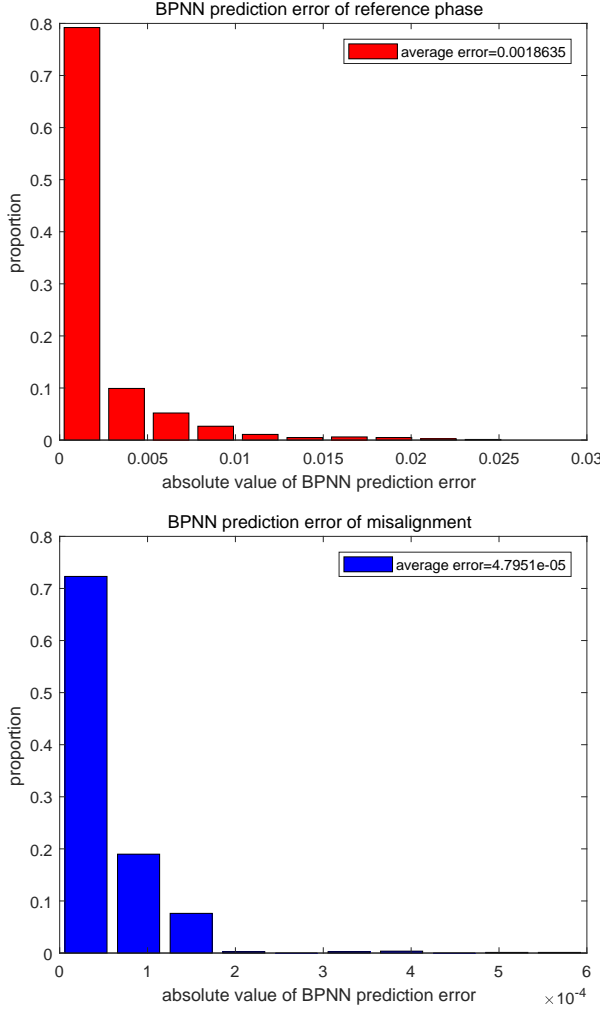 BPNN prediction error of reference phase
0.8
0.7
0.6
0.5
0.4
0.3
0.2
0.1
0
proportion
average error=0.0018635
0 0.005 0.01 0.015 0.02 0.025 0.03
absolute value of BPNN prediction error
BPNN prediction error of misalignment
0.8
0.7
0.6
0.5
0.4
0.3
0.2
0.1
0
proportion
average error=4.7951e-05
0 1 2 3 4 5 6
×10⁻⁴
absolute value of BPNN prediction error